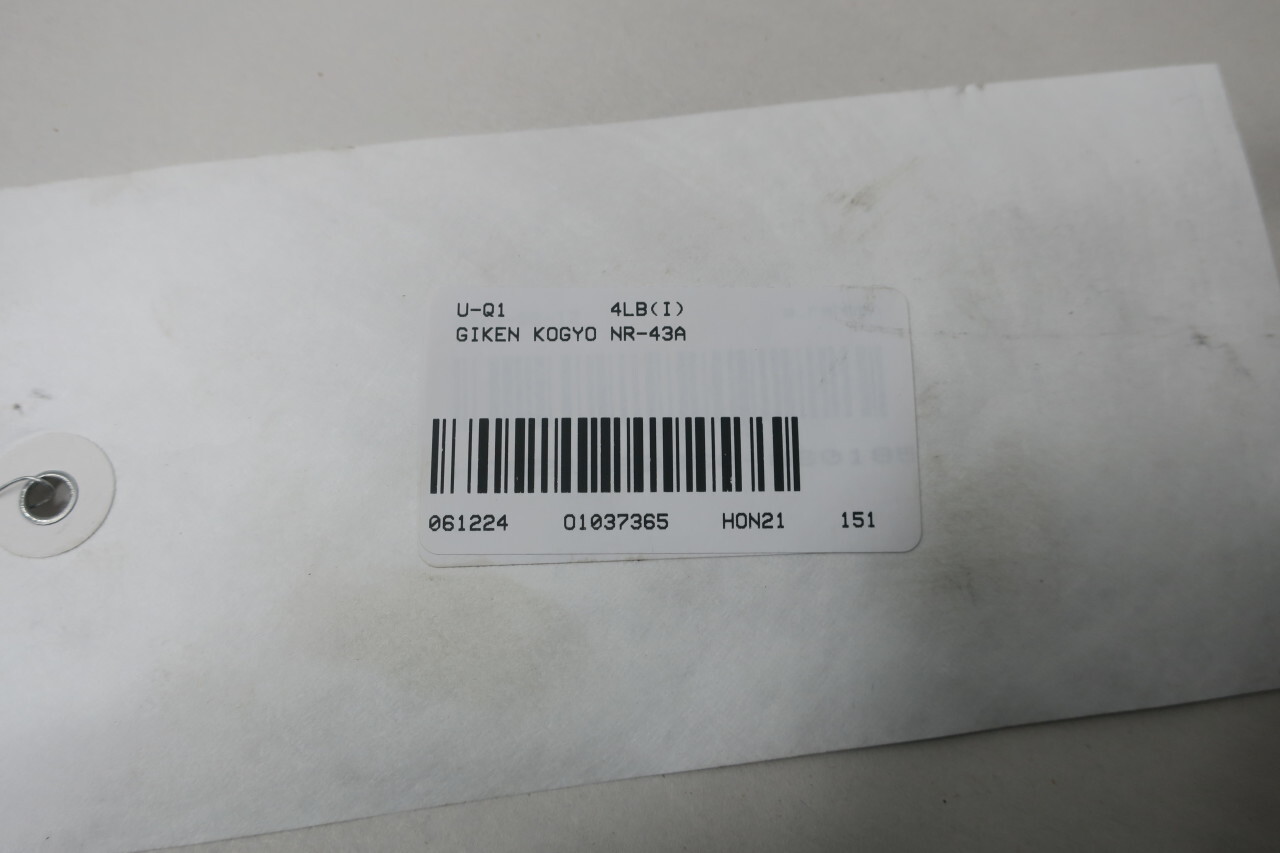 U-Q1 4LB(I)
GIKEN KOGYO NR-43A
061224 01037365 HON21 151